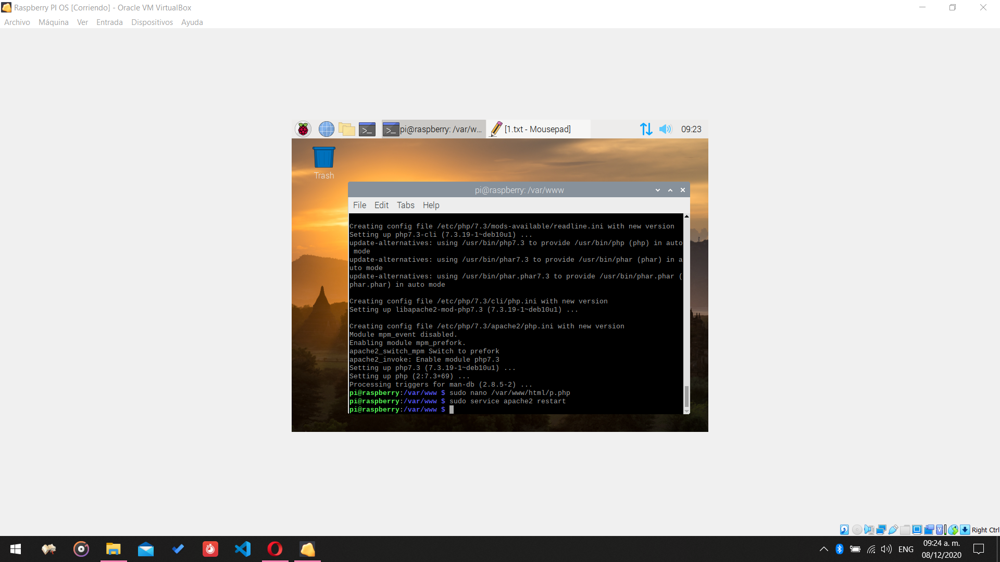 Raspberry PI OS [Corriendo] - Oracle VM VirtualBox
Archivo Máquina Ver Entrada Dispositivos Ayuda
pi@raspberry: /var/w... [1.txt - Mousepad] 09:23
Trash
pi@raspberry: /var/www
File Edit Tabs Help
Creating config file /etc/php/7.3/mods-available/readline.ini with new version
Setting up php7.3-cli (7.3.19-1~deb10u1) ...
update-alternatives: using /usr/bin/php7.3 to provide /usr/bin/php (php) in auto
mode
update-alternatives: using /usr/bin/phar7.3 to provide /usr/bin/phar (phar) in a
uto mode
update-alternatives: using /usr/bin/phar.phar7.3 to provide /usr/bin/phar.phar (
phar.phar) in auto mode
Creating config file /etc/php/7.3/cli/php.ini with new version
Setting up libapache2-mod-php7.3 (7.3.19-1~deb10u1) ...
Creating config file /etc/php/7.3/apache2/php.ini with new version
Module mpm_event disabled.
Enabling module mpm_prefork.
apache2_switch_mpm Switch to prefork
apache2_invoke: Enable module php7.3
Setting up php7.3 (7.3.19-1~deb10u1) ...
Setting up php (2:7.3+69) ...
Processing triggers for man-db (2.8.5-2) ...
pi@raspberry:/var/www $ sudo nano /var/www/html/p.php
pi@raspberry:/var/www $ sudo service apache2 restart
pi@raspberry:/var/www $
Right Ctrl
ENG
09:24 a. m.
08/12/2020